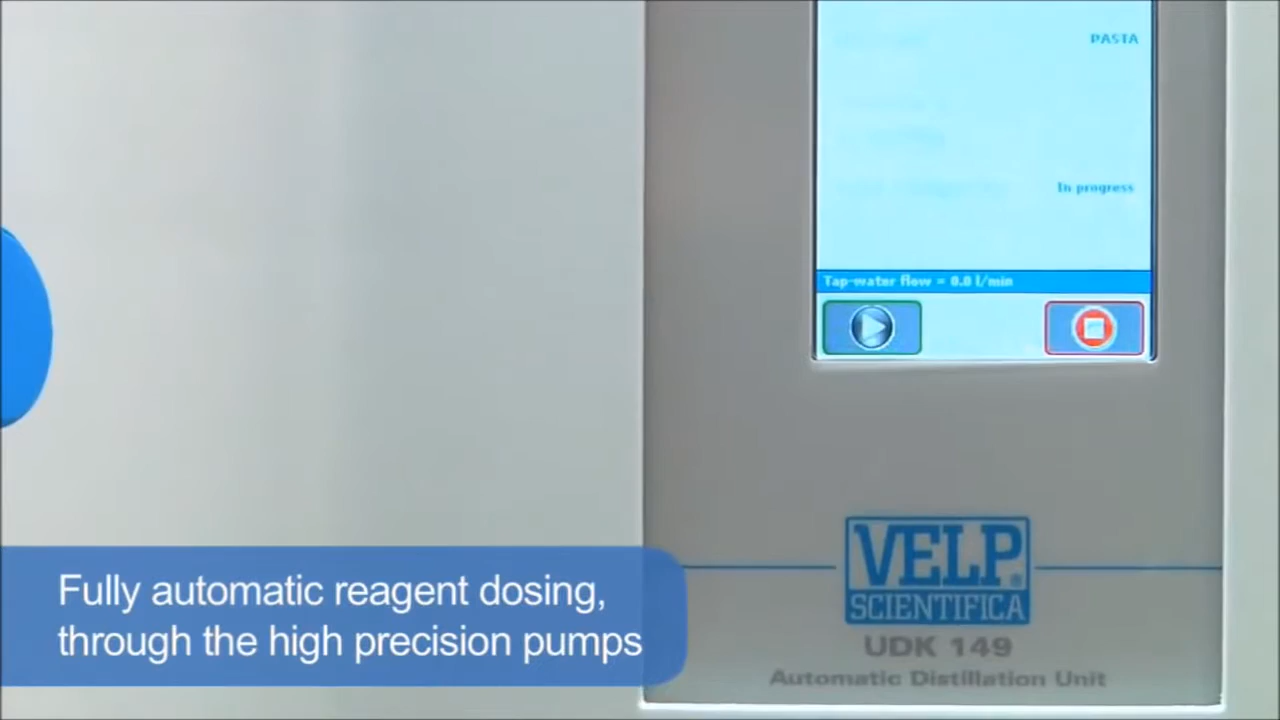 PASTA
In progress
Tap-water flow = 0.0 l/min
VELP®
SCIENTIFICA
UDK 149
Automatic Distillation Unit
Fully automatic reagent dosing,
through the high precision pumps